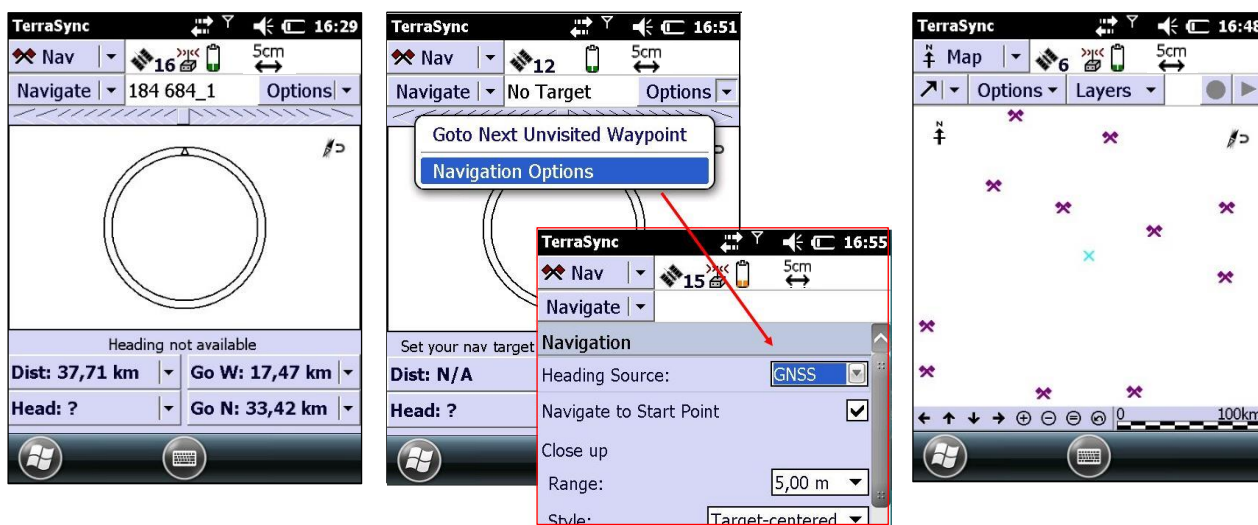 TerraSync 16:29
Nav 16 5cm
Navigate 184 684_1 Options
Heading not available
Dist: 37,71 km Go W: 17,47 km
Head: ? Go N: 33,42 km
TerraSync 16:51
Nav 12 5cm
Navigate No Target Options
Goto Next Unvisited Waypoint
Navigation Options
Set your nav target
Dist: N/A
Head: ?
TerraSync 16:55
Nav 15 5cm
Navigate
Navigation
Heading Source: GNSS
Navigate to Start Point
Close up
Range: 5,00 m
Style: Target-centered
TerraSync 16:48
N Map 6 5cm
Options Layers
N
0 100km